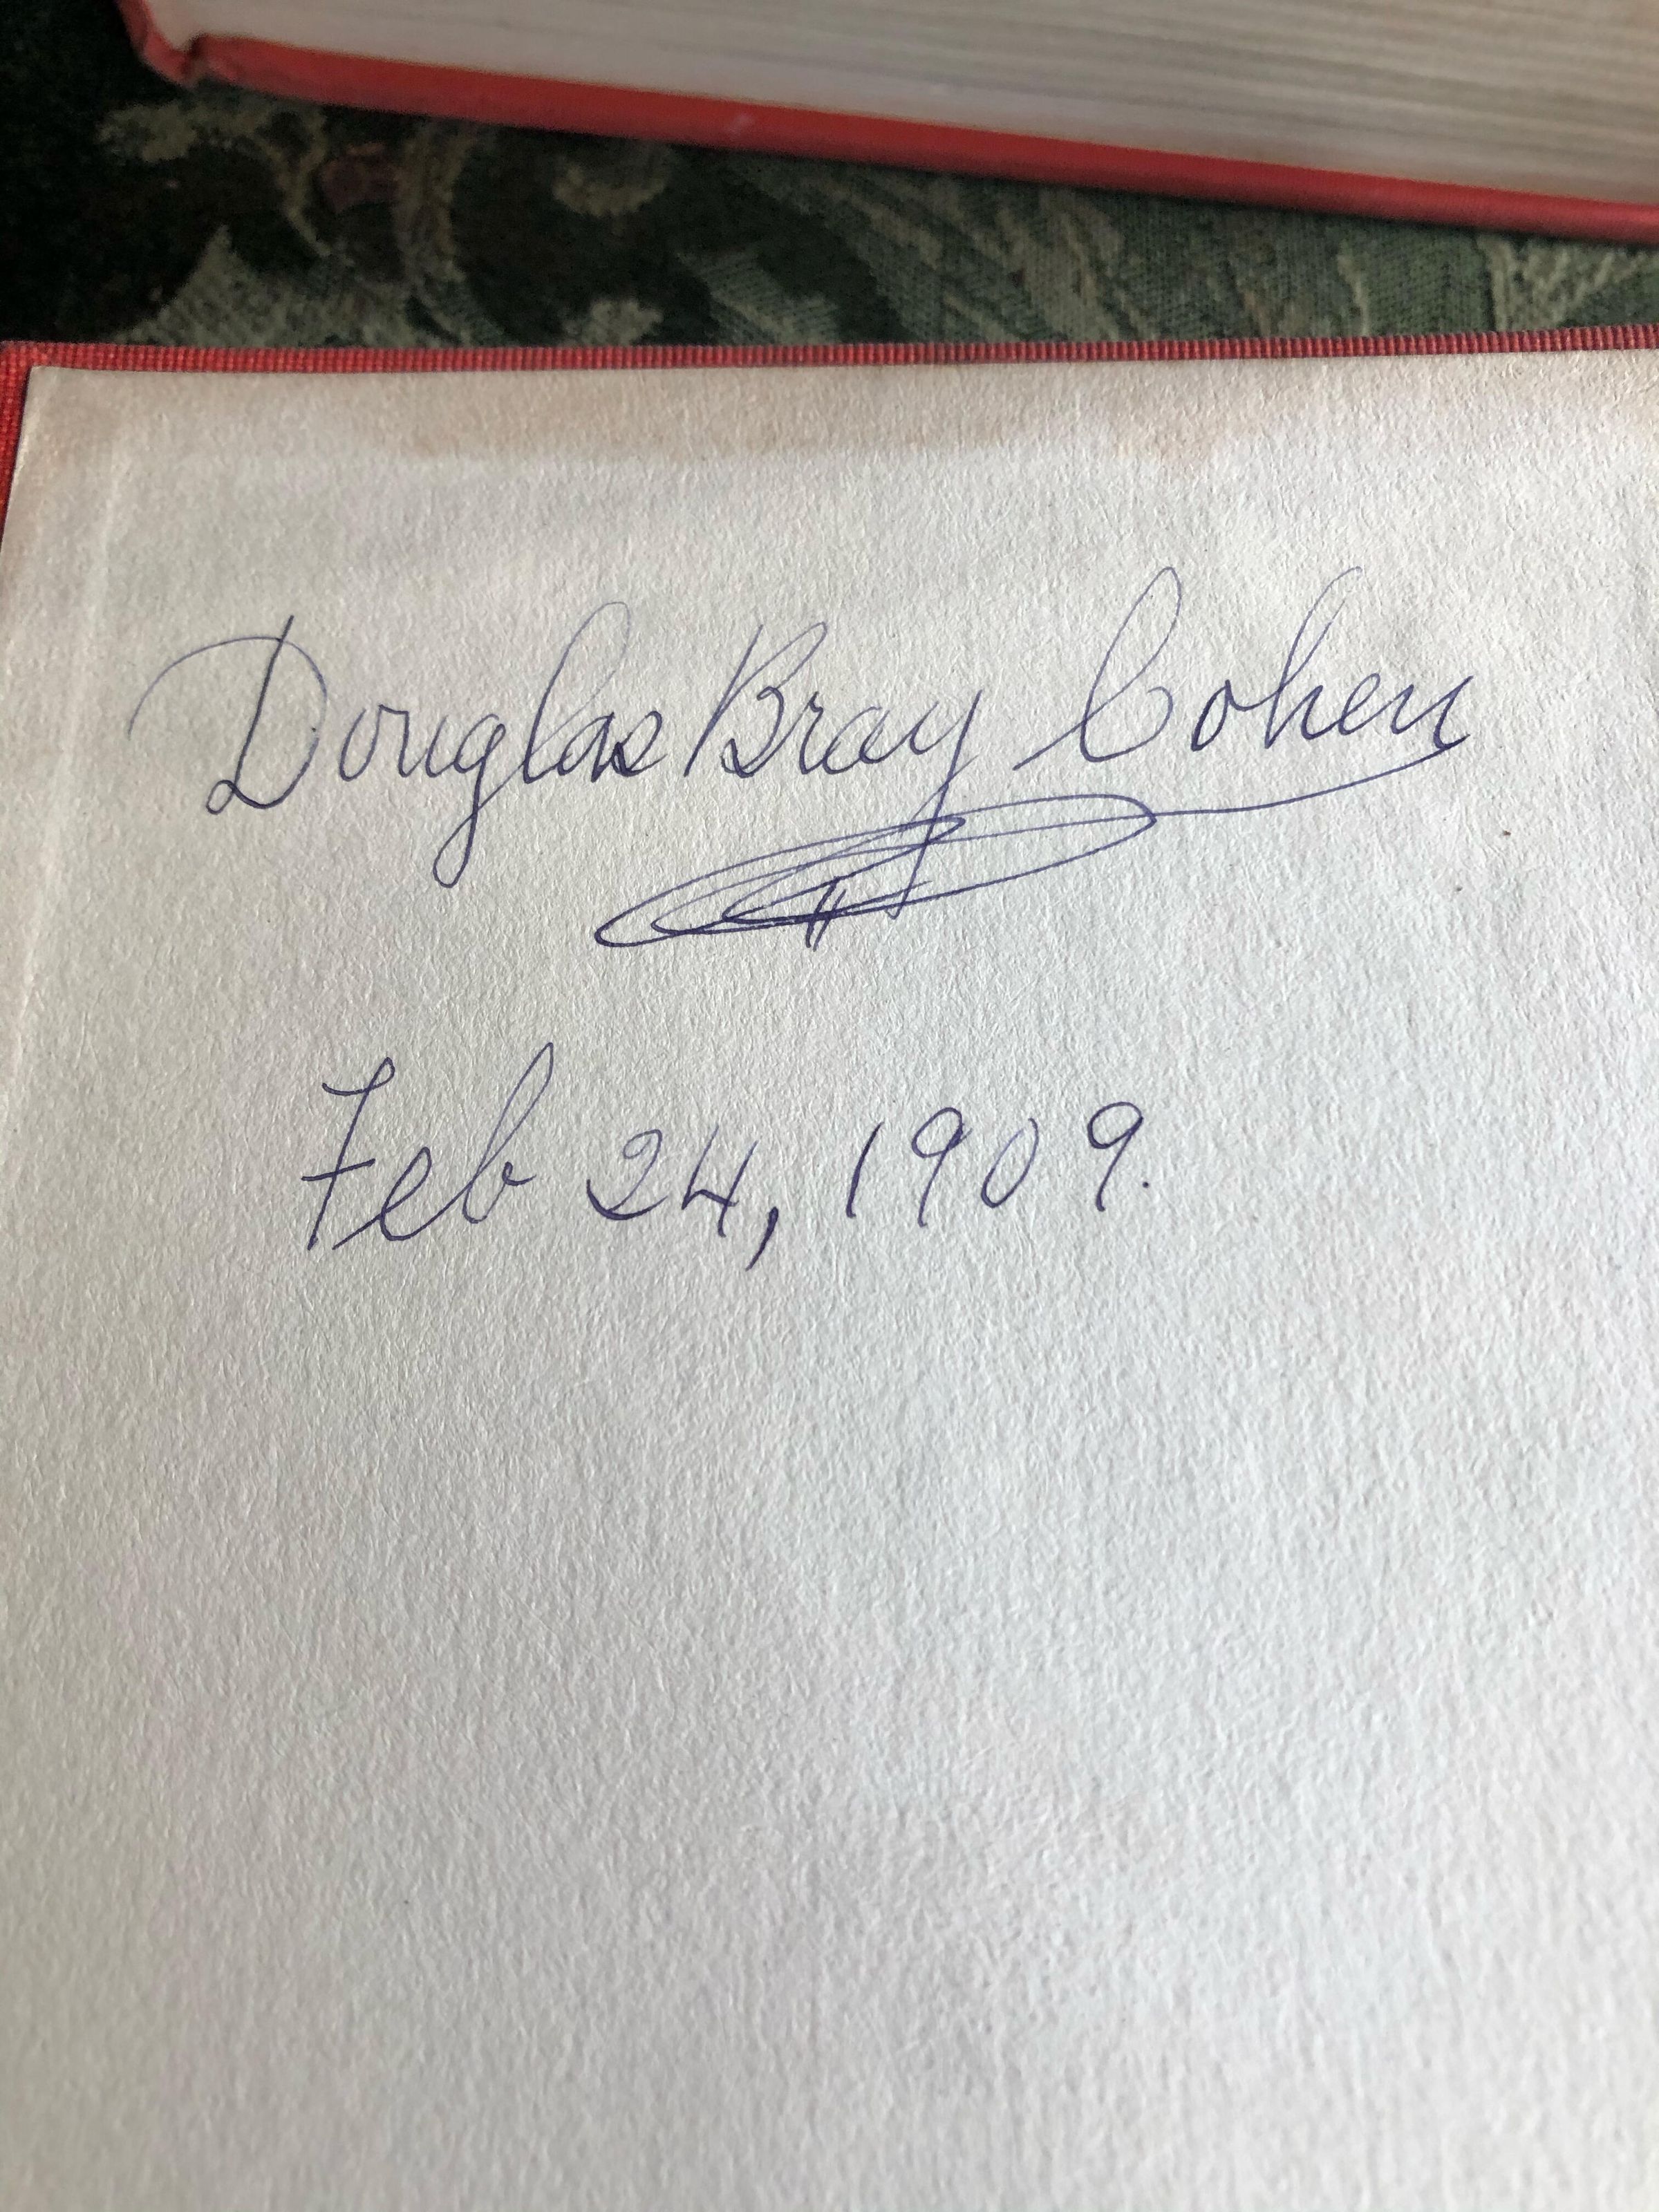 Douglas Bray Cohen
Feb 24, 1909.